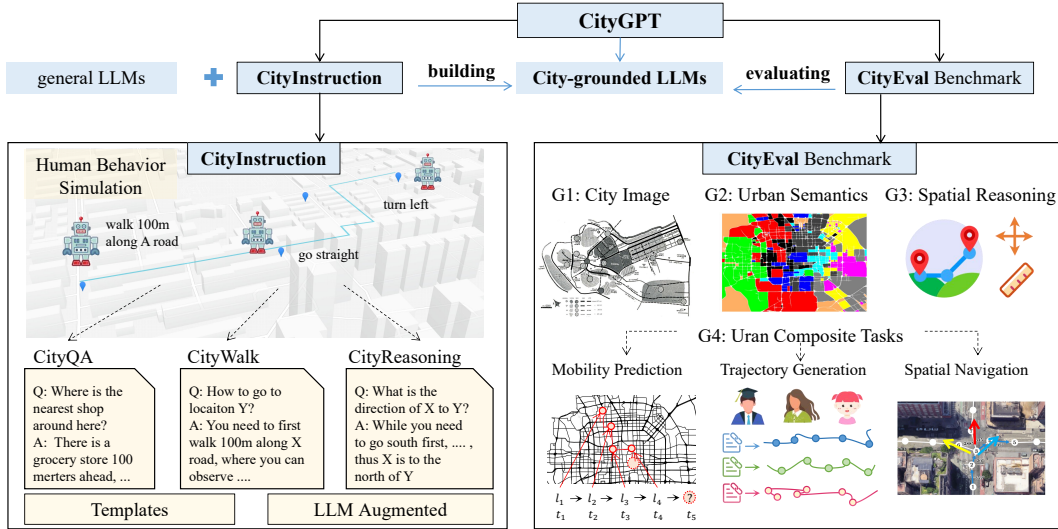 CityGPT
general LLMs
CityInstruction
building
City-grounded LLMs
evaluating
CityEval Benchmark
CityInstruction
Human Behavior
Simulation
walk 100m
along A road
go straight
turn left
CityQA
Q: Where is the
nearest shop
around here?
A: There is a
grocery store 100
merters ahead, ...
CityWalk
Q: How to go to
locaiton Y?
A: You need to first
walk 100m along X
road, where you can
observe ....
CityReasoning
Q: What is the
direction of X to Y?
A: While you need
to go south first, .... ,
thus X is to the
north of Y
Templates
LLM Augmented
CityEval Benchmark
G1: City Image
G2: Urban Semantics
G3: Spatial Reasoning
G4: Uran Composite Tasks
Mobility Prediction
Trajectory Generation
Spatial Navigation
l₁ → l₂ → l₃ → l₄ → ?
t₁ t₂ t₃ t₄ t₅